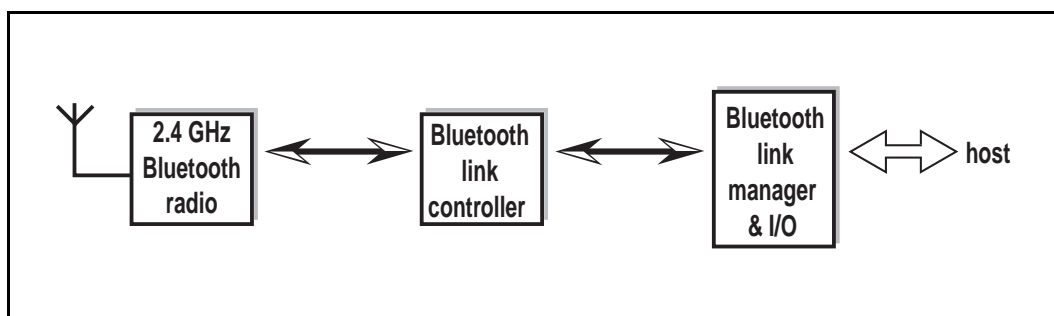 2.4 GHz
Bluetooth
radio
Bluetooth
link
controller
Bluetooth
link
manager
& I/O
host